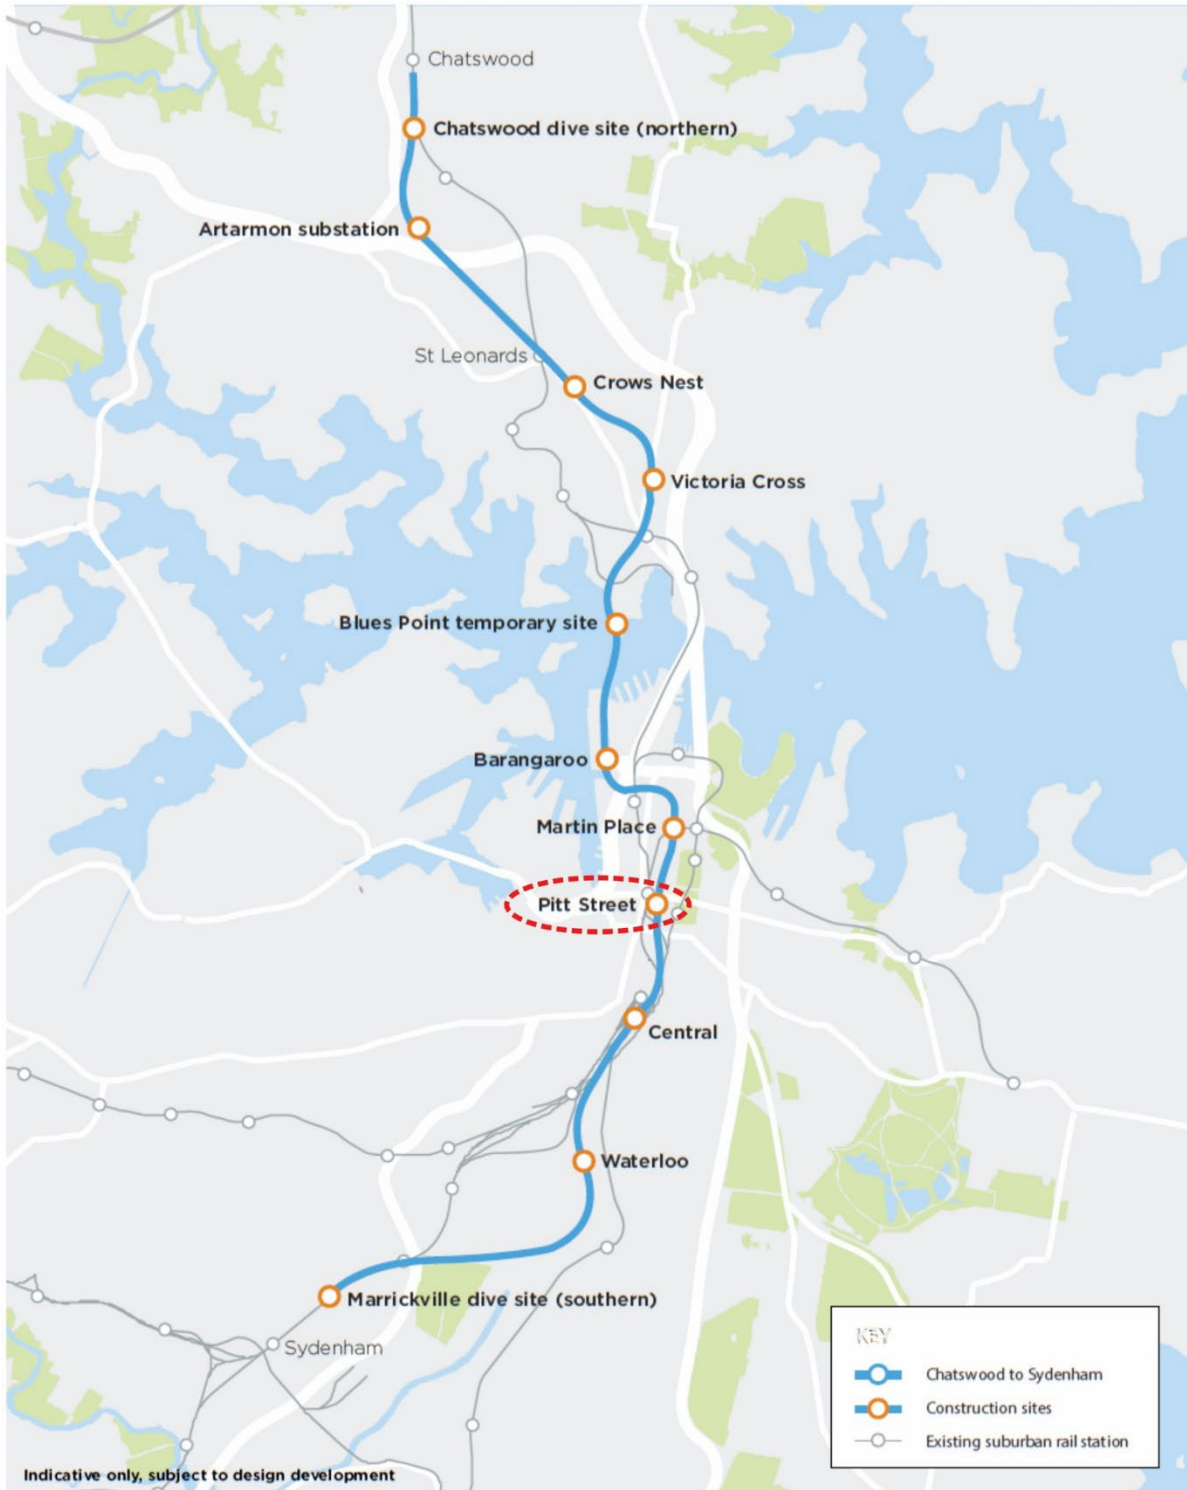 Chatswood
Chatswood dive site (northern)
Artarmon substation
St Leonards
Crows Nest
Victoria Cross
Blues Point temporary site
Barangaroo
Martin Place
Pitt Street
Central
Waterloo
Marrickville dive site (southern)
Sydenham
KEY
Chatswood to Sydenham
Construction sites
Existing suburban rail station
Indicative only, subject to design development